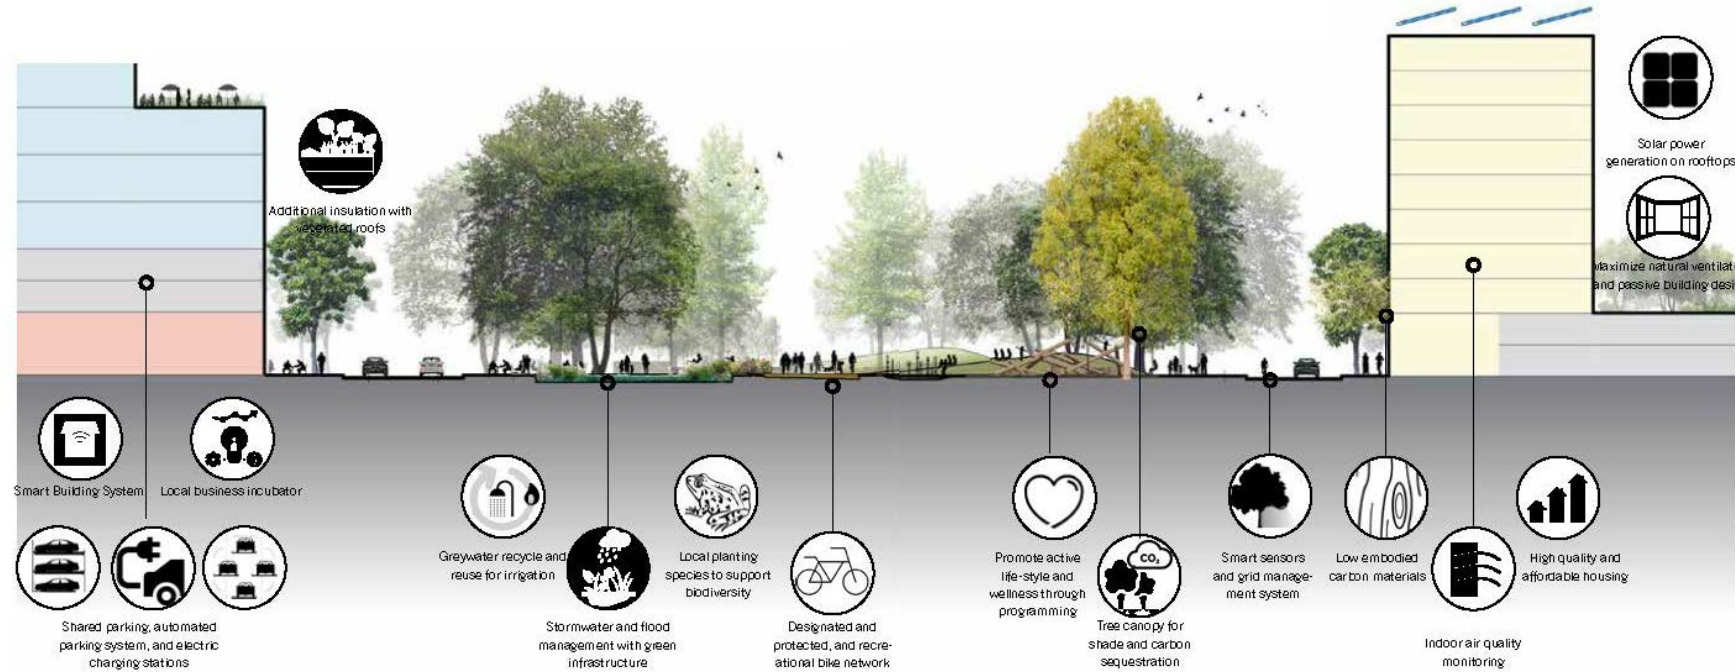 Additional insulation with
vegetated roofs
Solar power
generation on rooftops
Maximize natural ventilat
and passive building desi
Smart Building System
Local business incubator
Shared parking, automated
parking system, and electric
charging stations
Greywater recycle and
reuse for irrigation
Stormwater and flood
management with green
infrastructure
Local planting
species to support
biodiversity
Designated and
protected, and recre-
ational bike network
Promote active
life-style and
wellness through
programming
CO₂
Tree canopy for
shade and carbon
sequestration
Smart sensors
and grid manage-
ment system
Low embodied
carbon materials
Indoor air quality
monitoring
High quality and
affordable housing